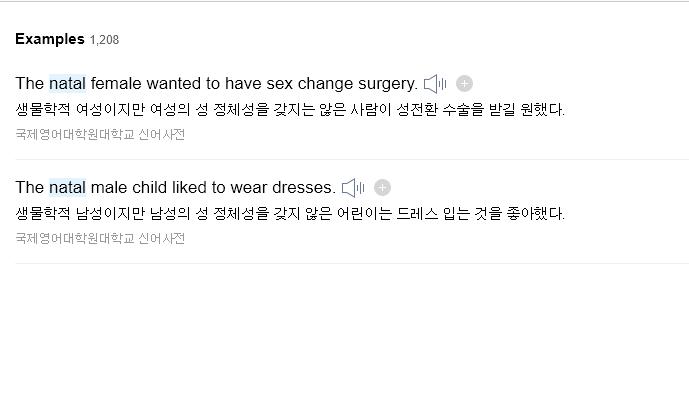 Examples 1,208
The natal female wanted to have sex change surgery.
생물학적 여성이지만 여성의 성 정체성을 갖지는 않은 사람이 성전환 수술을 받길 원했다.
국제영어대학원대학교 신어사전
The natal male child liked to wear dresses.
생물학적 남성이지만 남성의 성 정체성을 갖지 않은 어린이는 드레스 입는 것을 좋아했다.
국제영어대학원대학교 신어사전